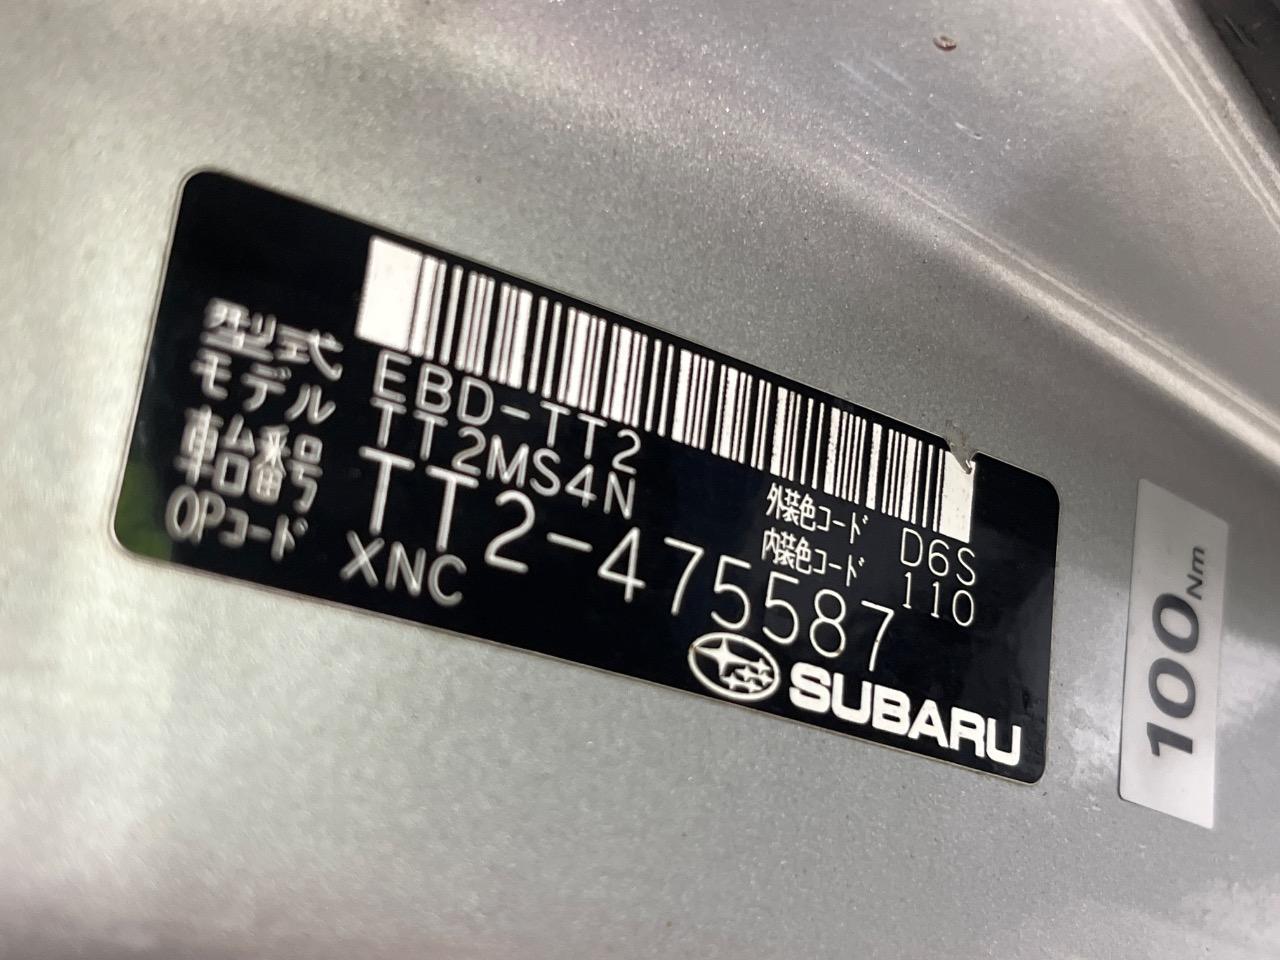 型式 EBD-TT2
モデル TT2MS4N
車台番号 TT2-475587
OPコード XNC
外装色コード D6S
内装色コード 110
SUBARU
100Nm